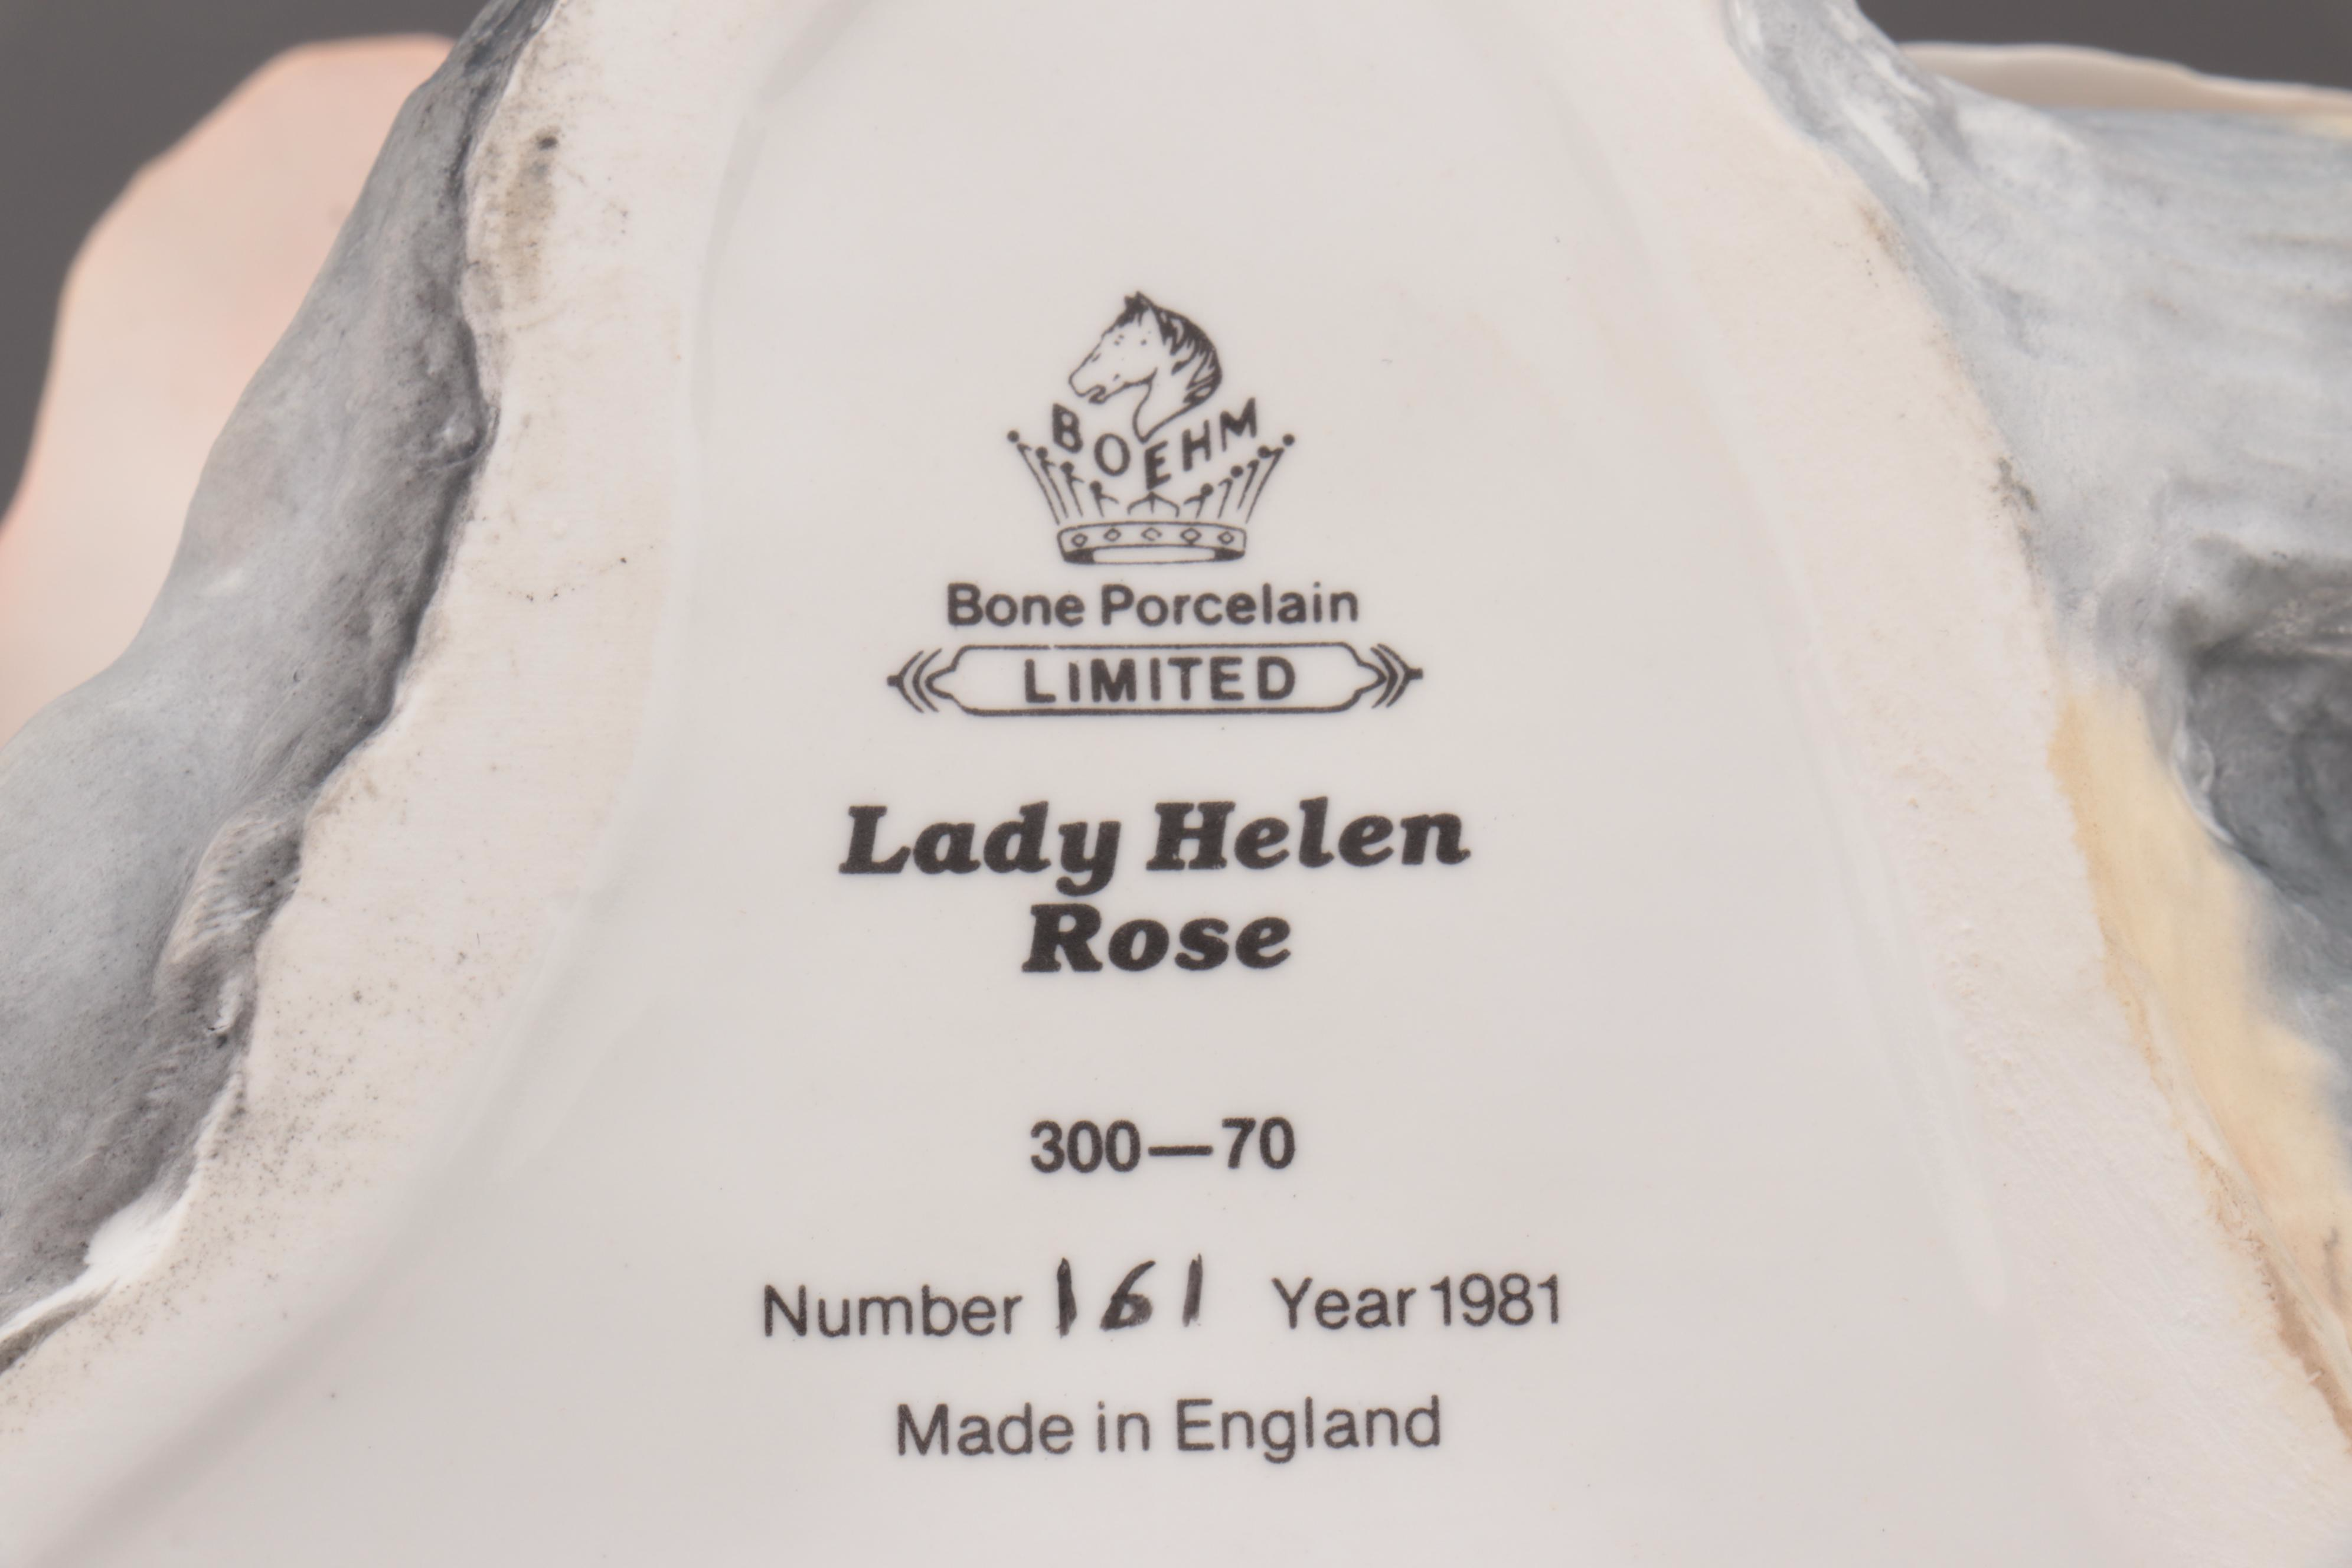 BOEHM
Bone Porcelain
LIMITED
Lady Helen
Rose
300—70
Number 161 Year 1981
Made in England